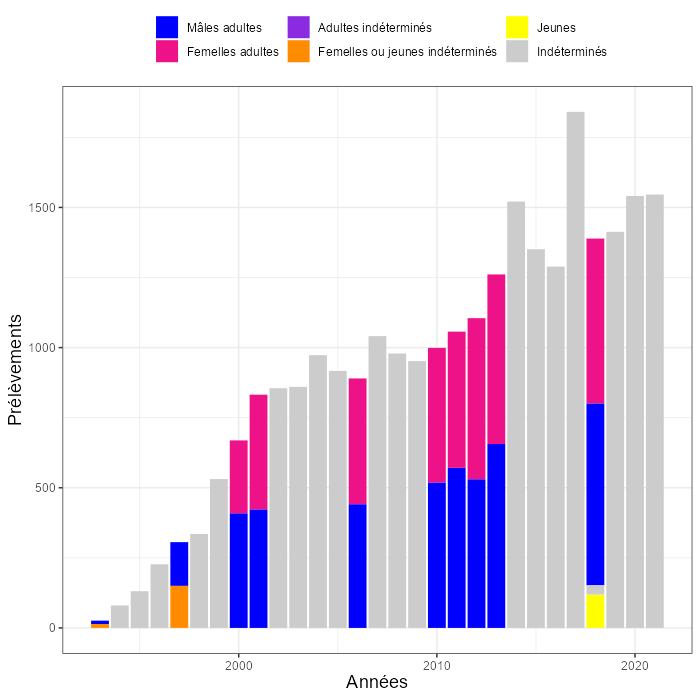 Mâles adultes
Adultes indéterminés
Jeunes
Femelles adultes
Femelles ou jeunes indéterminés
Indéterminés
Prélèvements
1500
1000
500
0
2000
2010
2020
Années